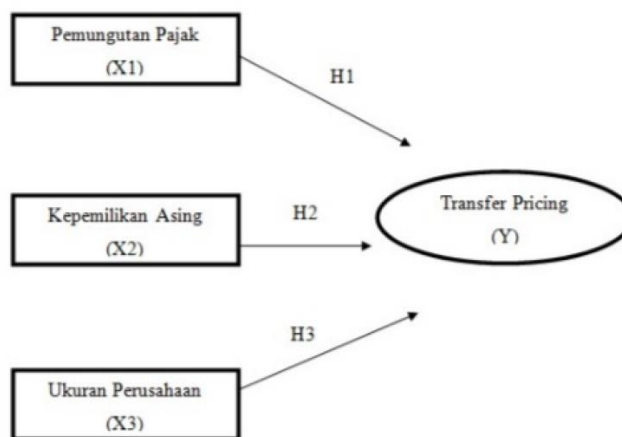 Pemungutan Pajak
(X1)
H1
Kepemilikan Asing
(X2)
H2
Transfer Pricing
(Y)
H3
Ukuran Perusahaan
(X3)